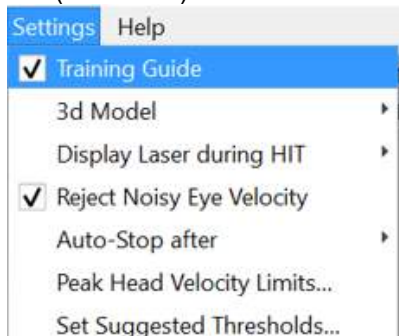 Settings Help
Training Guide
3d Model
Display Laser during HIT
Reject Noisy Eye Velocity
Auto-Stop after
Peak Head Velocity Limits...
Set Suggested Thresholds...